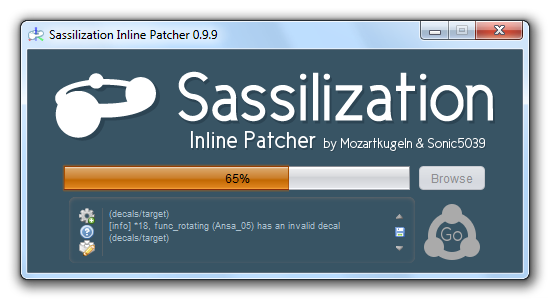 Sassilization Inline Patcher 0.9.9
Sassilization
Inline Patcher by Mozartkugeln & Sonic5039
65%
Browse
(decals/target)
[info] *18, func_rotating (Ansa_05) has an invalid decal
(decals/target)
Go